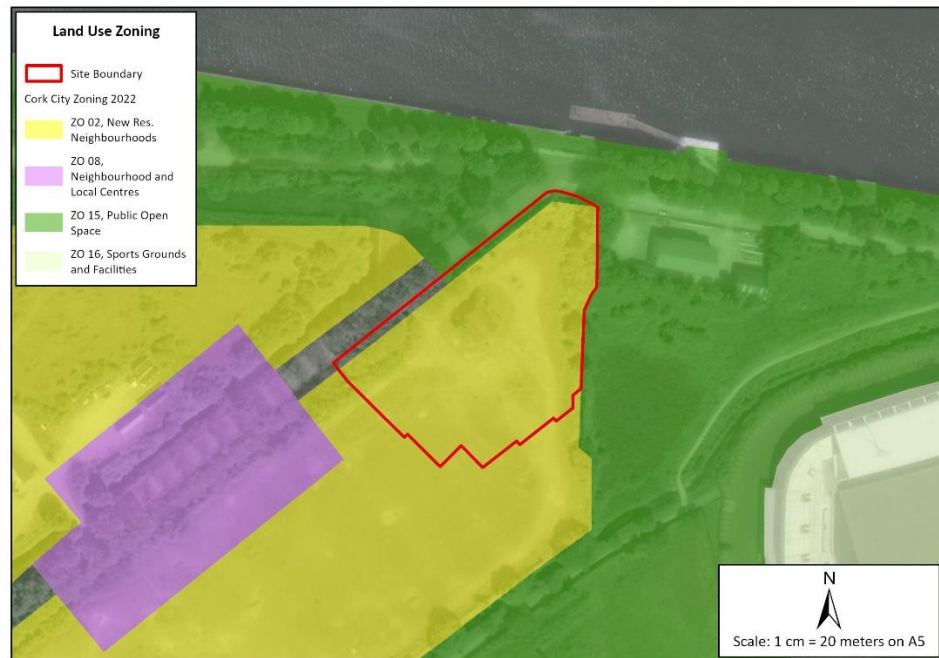 Land Use Zoning
Site Boundary
Cork City Zoning 2022
ZO 02, New Res.
Neighbourhoods
ZO 08,
Neighbourhood and
Local Centres
ZO 15, Public Open
Space
ZO 16, Sports Grounds
and Facilities
N
Scale: 1 cm = 20 meters on A5